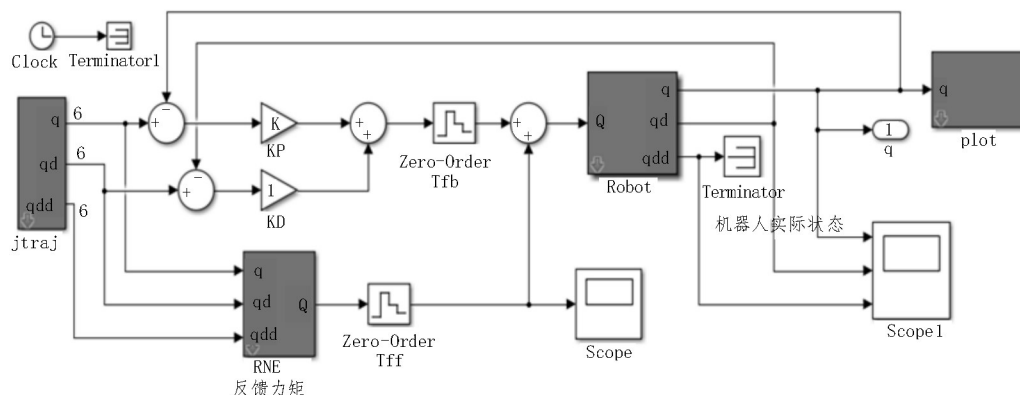 Clock
Terminator1
6
q
6
qd
6
qdd
jtraj
+
−
+
−
K
KP
1
KD
+
+
Zero-Order
Tfb
+
+
Q
q
qd
qdd
Robot
Terminator
机器人实际状态
1
q
q
plot
q
qd
qdd
Q
RNE
反馈力矩
Zero-Order
Tff
Scope
Scope1